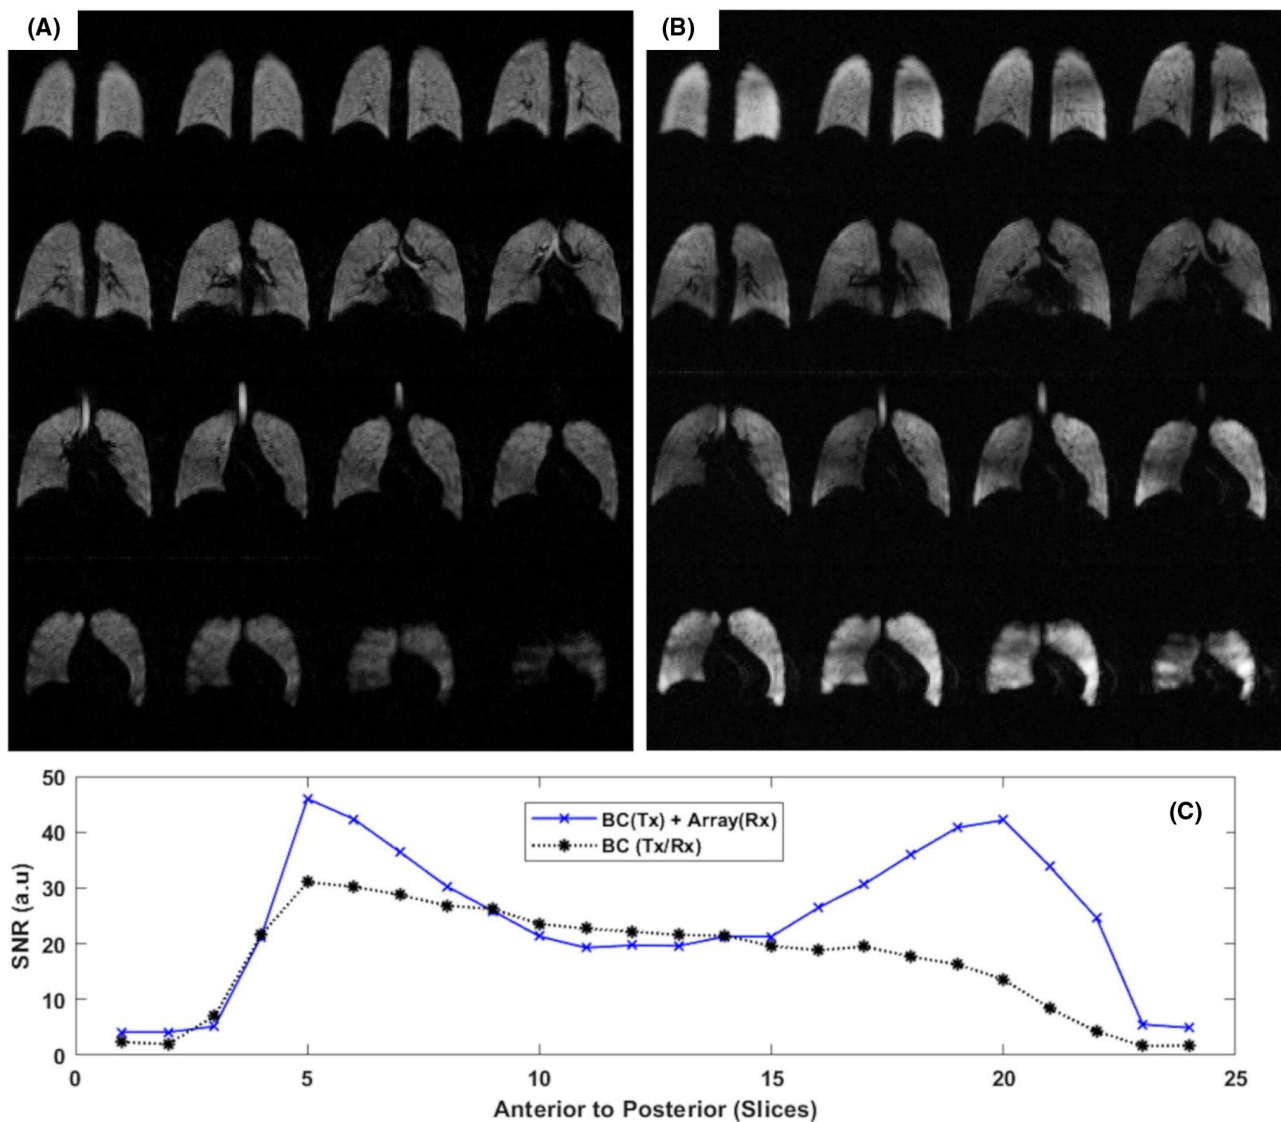 (A)
(B)
(C)
50
40
30
20
10
0
SNR (a.u)
BC(Tx) + Array(Rx)
BC (Tx/Rx)
0
5
10
15
20
25
Anterior to Posterior (Slices)